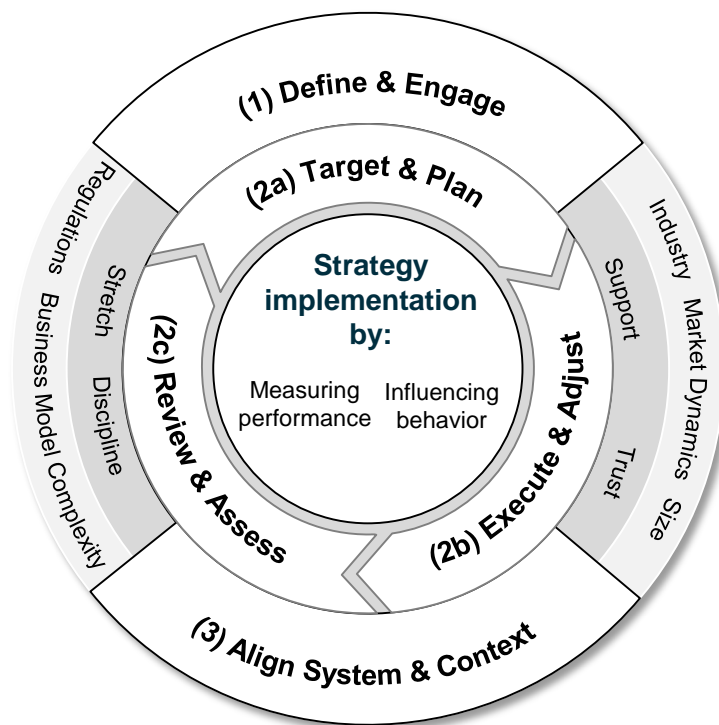 (1) Define & Engage
(2a) Target & Plan
Strategy
implementation
by:
Measuring
performance
Influencing
behavior
(2b) Execute & Adjust
(2c) Review & Assess
(3) Align System & Context
Regulations
Business Model Complexity
Stretch
Discipline
Support
Trust
Industry
Market Dynamics
Size